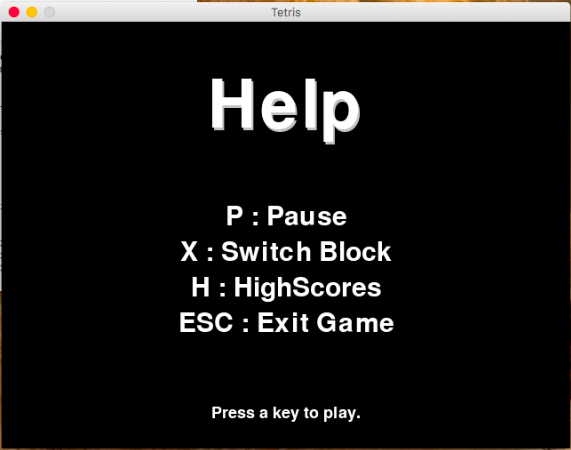 Tetris
Help
P : Pause
X : Switch Block
H : HighScores
ESC : Exit Game
Press a key to play.